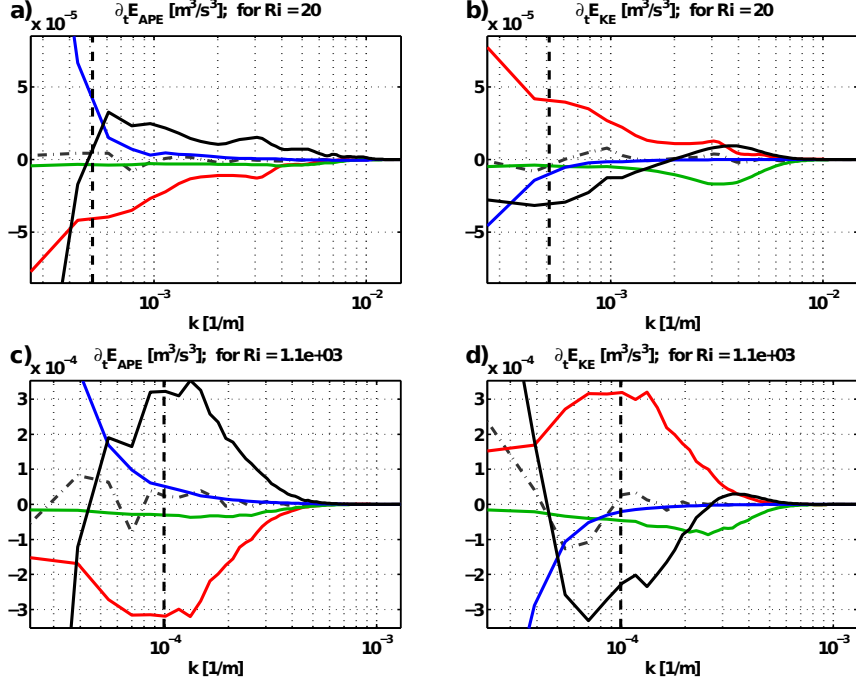 a) ∂tE_APE [m³/s³]; for Ri = 20
x 10⁻⁵
5
0
−5
10⁻³ 10⁻²
k [1/m]
b) ∂tE_KE [m³/s³]; for Ri = 20
x 10⁻⁵
5
0
−5
10⁻³ 10⁻²
k [1/m]
c) ∂tE_APE [m³/s³]; for Ri = 1.1e+03
x 10⁻⁴
3
2
1
0
−1
−2
−3
10⁻⁴ 10⁻³
k [1/m]
d) ∂tE_KE [m³/s³]; for Ri = 1.1e+03
x 10⁻⁴
3
2
1
0
−1
−2
−3
10⁻⁴ 10⁻³
k [1/m]